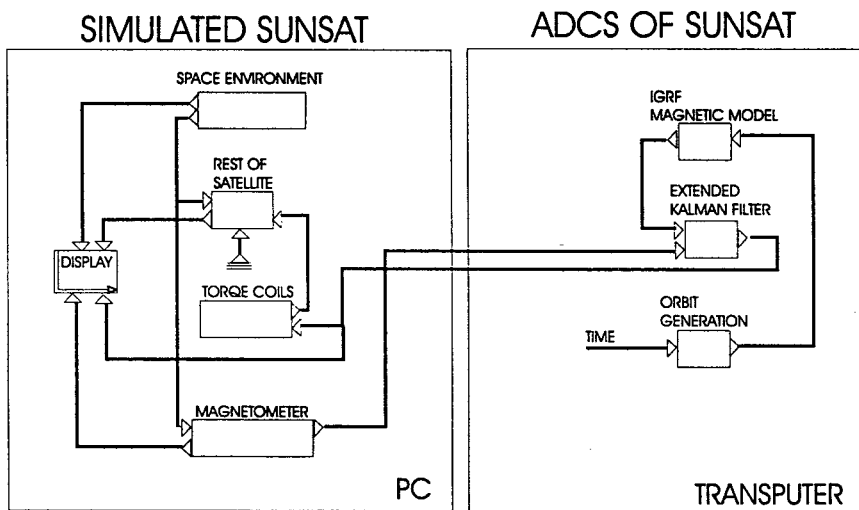 SIMULATED SUNSAT
SPACE ENVIRONMENT
REST OF
SATELLITE
DISPLAY
TORQE COILS
MAGNETOMETER
PC
ADCS OF SUNSAT
IGRF
MAGNETIC MODEL
EXTENDED
KALMAN FILTER
ORBIT
GENERATION
TIME
TRANSPUTER